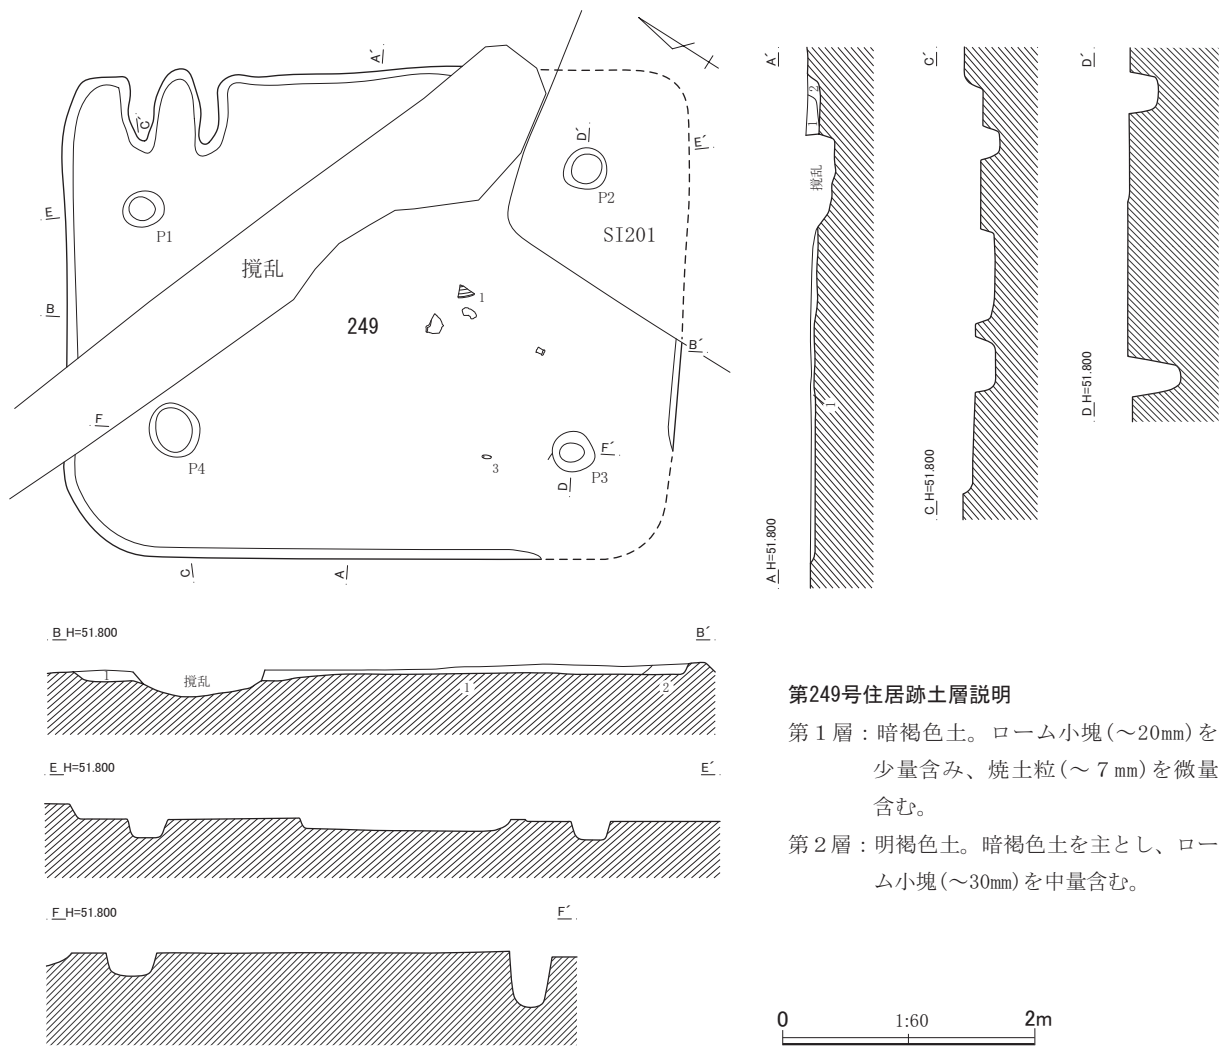 A´
C´
D´
E´
P2
E
P1
SI201
撹乱
B
1
249
B´
F
P4
3
F´
P3
D
C
A
A´
2
1
撹乱
1
A H=51.800
C´
C H=51.800
D´
D H=51.800
B H=51.800
B´
1
撹乱
1
2
E H=51.800
E´
F H=51.800
F´
第249号住居跡土層説明
第１層：暗褐色土。ローム小塊(～20mm)を
少量含み、焼土粒(～７mm)を微量
含む。
第２層：明褐色土。暗褐色土を主とし、ロー
ム小塊(～30mm)を中量含む。
0
1:60
2m